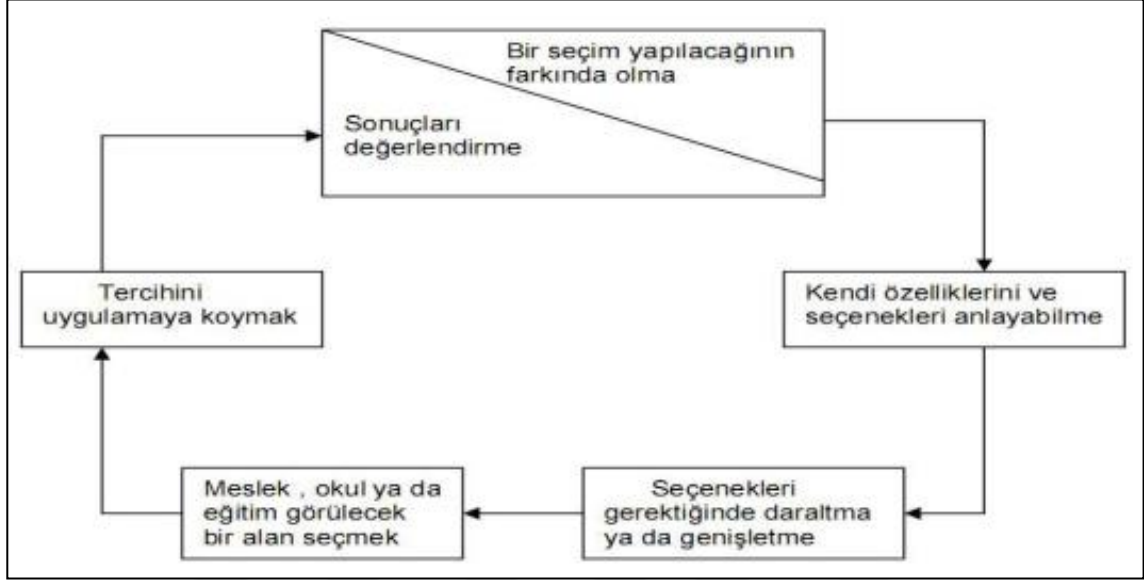 Bir seçim yapılacağının
farkında olma
Sonuçları
değerlendirme
Kendi özelliklerini ve
seçenekleri anlayabilme
Seçenekleri
gerektiğinde daraltma
ya da genişletme
Meslek , okul ya da
eğitim görülecek
bir alan seçmek
Tercihini
uygulamaya koymak